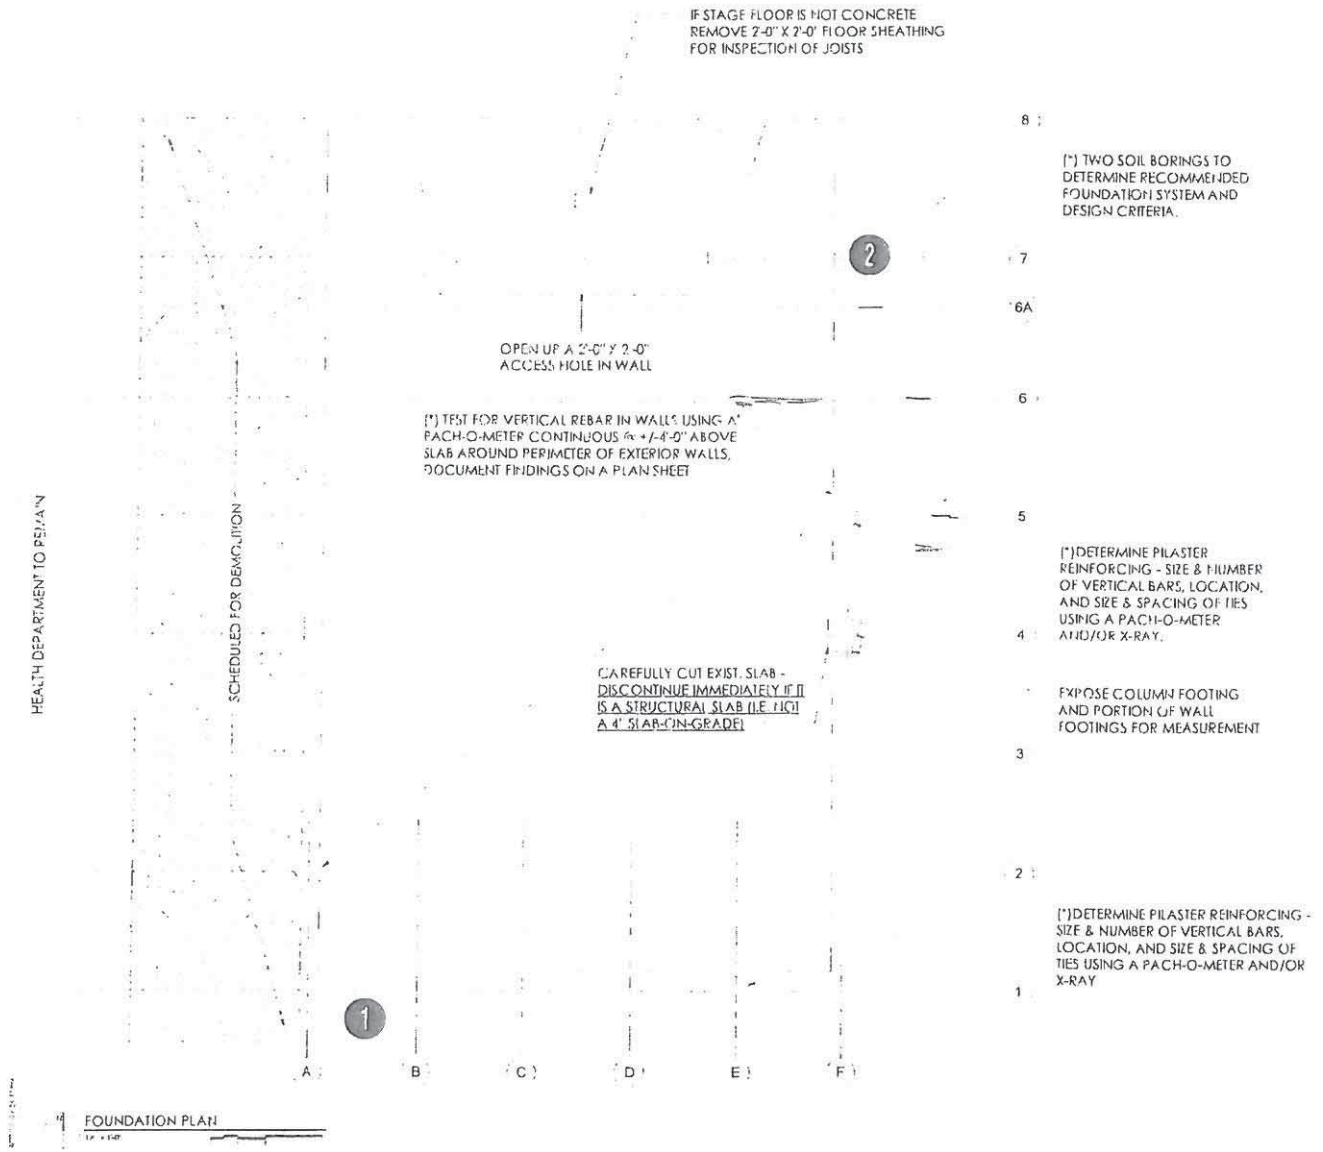 IF STAGE FLOOR IS NOT CONCRETE
REMOVE 2'-0" X 2'-0' FLOOR SHEATHING
FOR INSPECTION OF JOISTS
8
(*) TWO SOIL BORINGS TO
DETERMINE RECOMMENDED
FOUNDATION SYSTEM AND
DESIGN CRITERIA.
2
7
6A
OPEN UP A 2'-0" X 2'-0"
ACCESS HOLE IN WALL
6
(*) TEST FOR VERTICAL REBAR IN WALLS USING A
PACH-O-METER CONTINUOUS @ +/-4'-0" ABOVE
SLAB AROUND PERIMETER OF EXTERIOR WALLS,
DOCUMENT FINDINGS ON A PLAN SHEET
HEALTH DEPARTMENT TO REMAIN
SCHEDULED FOR DEMOLITION
5
(*)DETERMINE PILASTER
REINFORCING - SIZE & NUMBER
OF VERTICAL BARS, LOCATION,
AND SIZE & SPACING OF TIES
USING A PACH-O-METER
AND/OR X-RAY.
4
CAREFULLY CUT EXIST. SLAB -
DISCONTINUE IMMEDIATELY IF IT
IS A STRUCTURAL SLAB (I.E. NOT
A 4" SLAB-ON-GRADE)
EXPOSE COLUMN FOOTING
AND PORTION OF WALL
FOOTINGS FOR MEASUREMENT
3
2
(*)DETERMINE PILASTER REINFORCING -
SIZE & NUMBER OF VERTICAL BARS,
LOCATION, AND SIZE & SPACING OF
TIES USING A PACH-O-METER AND/OR
X-RAY
1
1
A
B
C
D
E
F
FOUNDATION PLAN